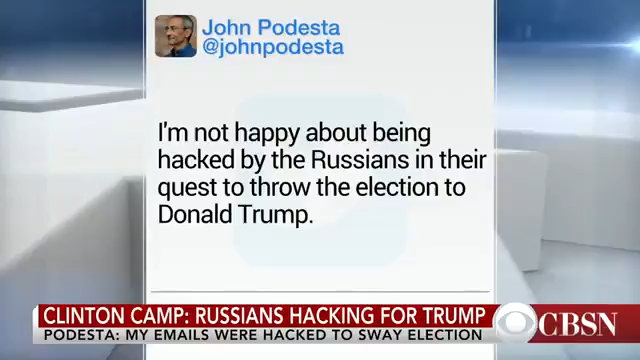 John Podesta
@johnpodesta
I'm not happy about being
hacked by the Russians in their
quest to throw the election to
Donald Trump.
CLINTON CAMP: RUSSIANS HACKING FOR TRUMP
PODESTA: MY EMAILS WERE HACKED TO SWAY ELECTION
CBSN